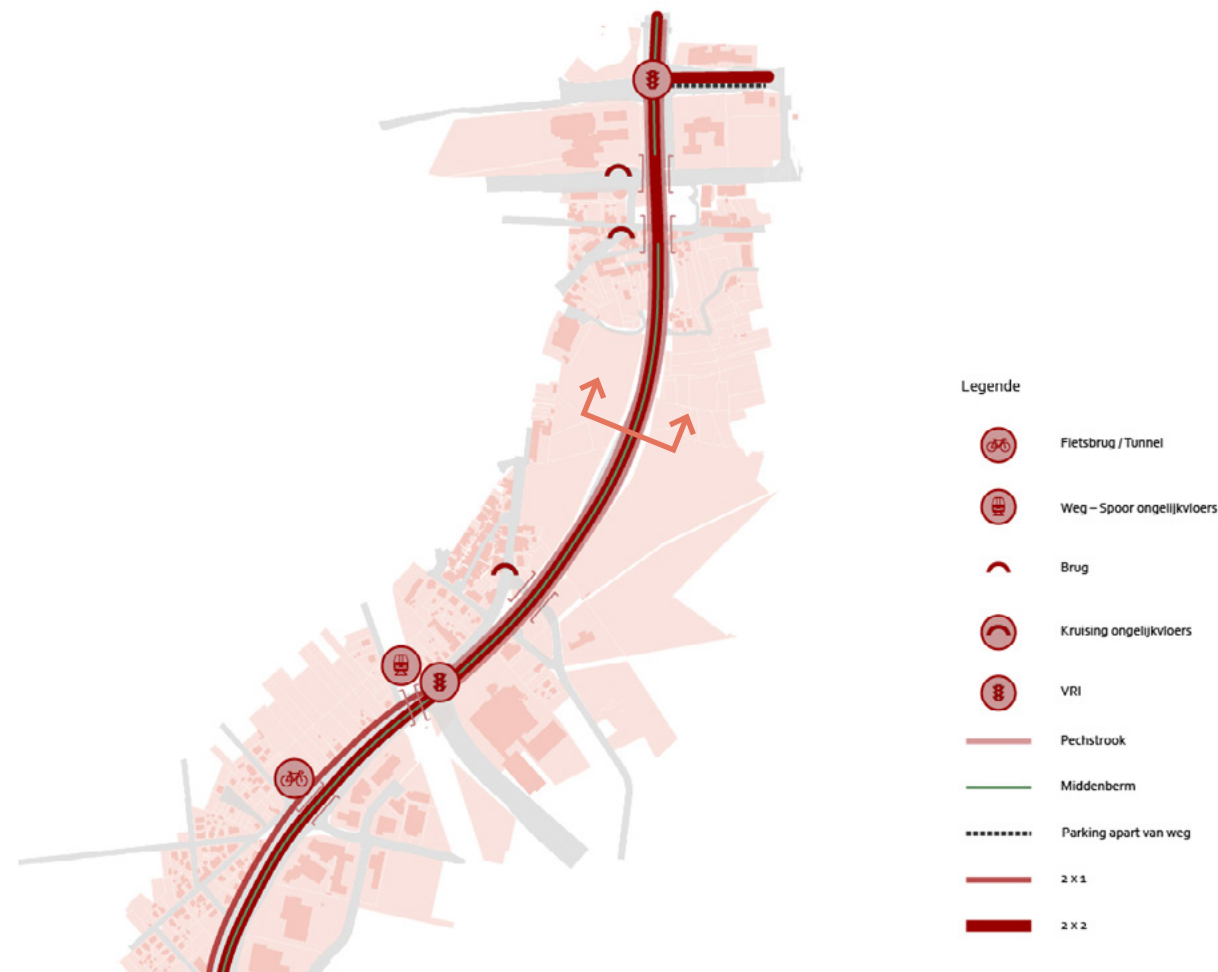 Legende
Fietsbrug / Tunnel
Weg – Spoor ongelijkvloers
Brug
Kruising ongelijkvloers
VRI
Pechstrook
Middenberm
Parking apart van weg
2 x 1
2 x 2